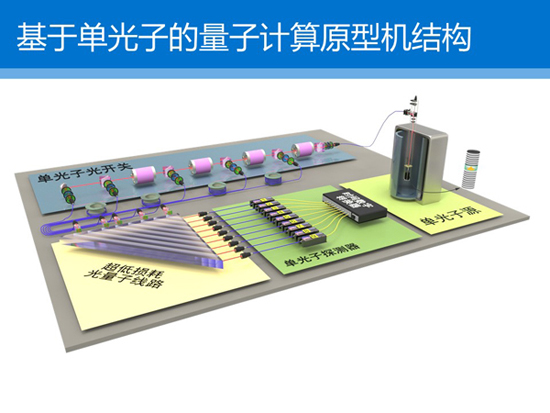 基于单光子的量子计算原型机结构
单光子光开关
单光子源
超低损耗
光量子线路
单光子探测器